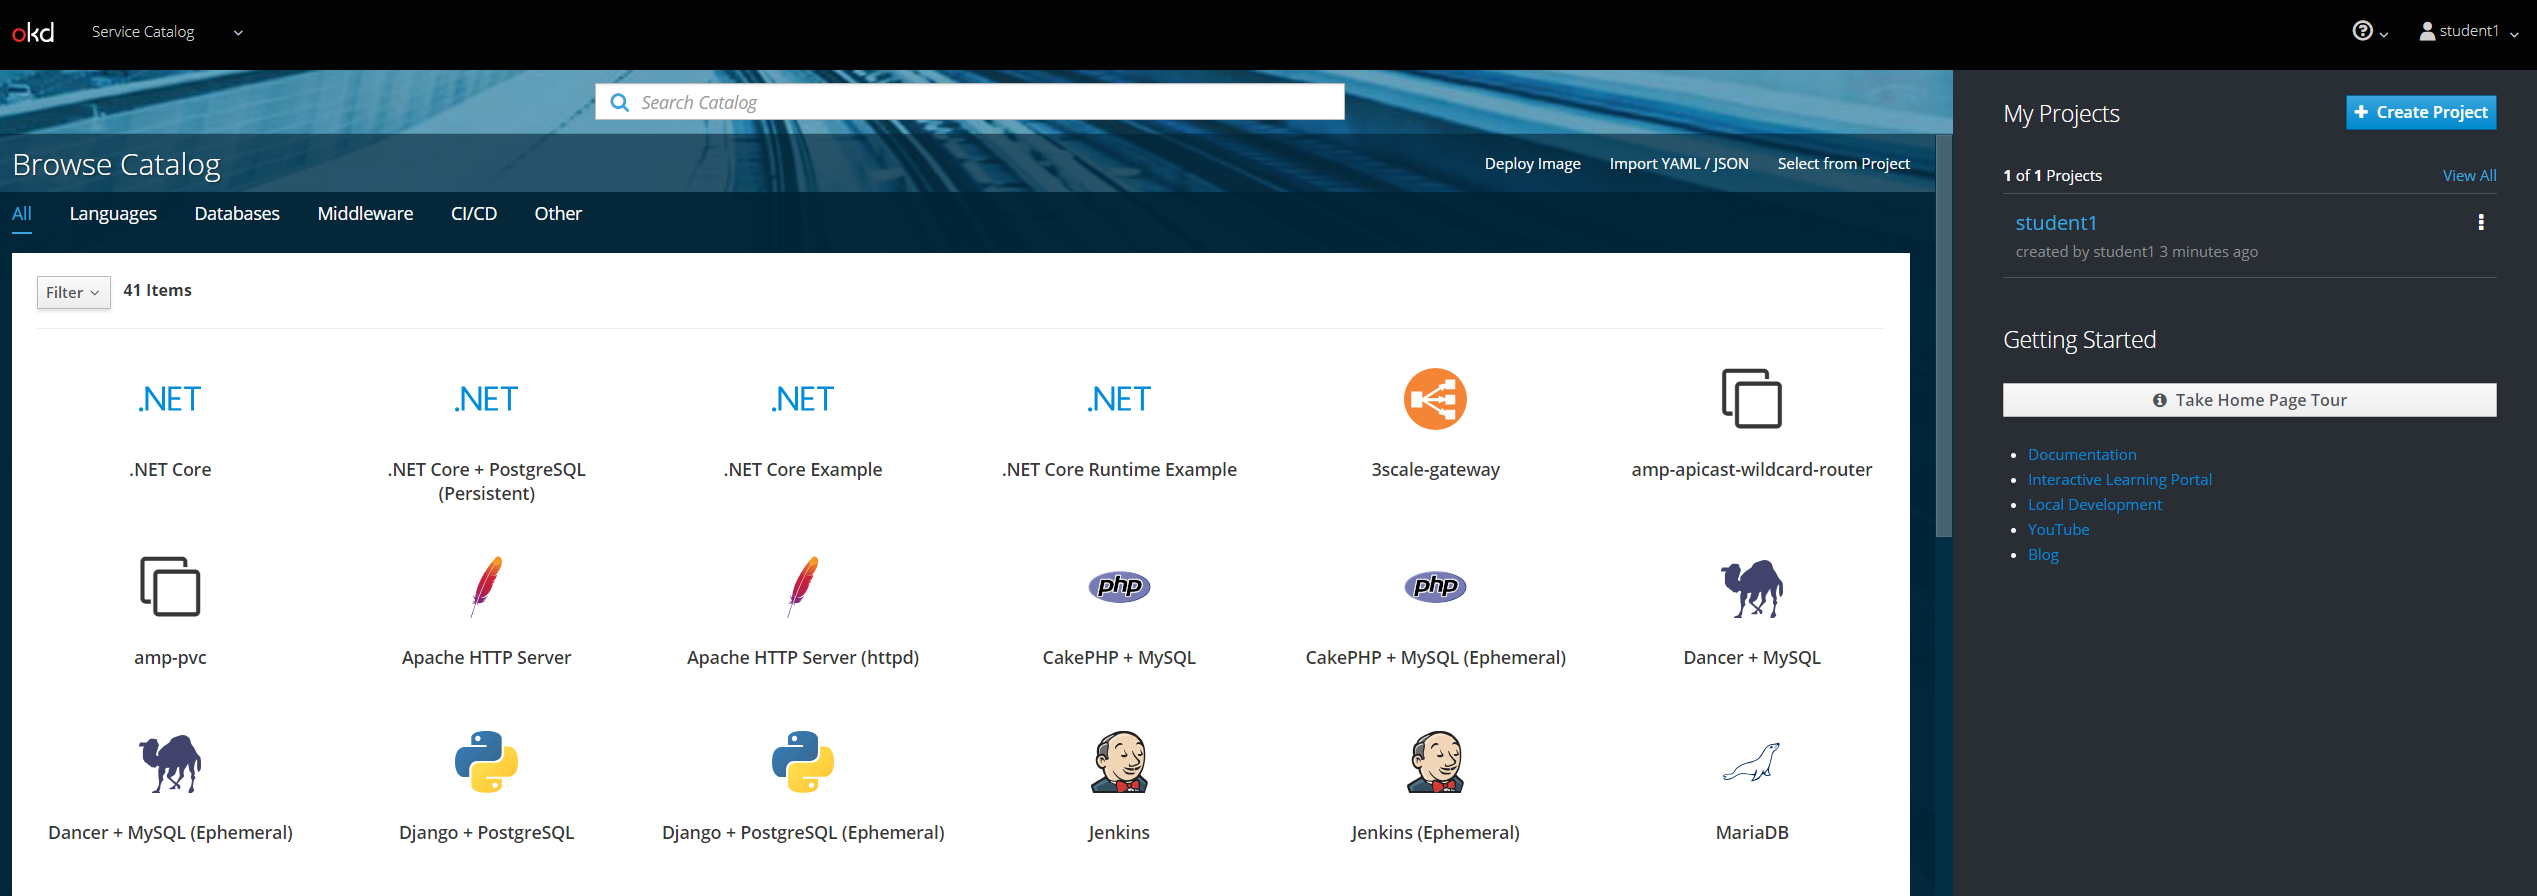 okd
Service Catalog
student1
Search Catalog
Browse Catalog
Deploy Image
Import YAML / JSON
Select from Project
All
Languages
Databases
Middleware
CI/CD
Other
Filter
41 Items
.NET
.NET
.NET
.NET
.NET Core
.NET Core + PostgreSQL
(Persistent)
.NET Core Example
.NET Core Runtime Example
3scale-gateway
amp-apicast-wildcard-router
php
php
amp-pvc
Apache HTTP Server
Apache HTTP Server (httpd)
CakePHP + MySQL
CakePHP + MySQL (Ephemeral)
Dancer + MySQL
Dancer + MySQL (Ephemeral)
Django + PostgreSQL
Django + PostgreSQL (Ephemeral)
Jenkins
Jenkins (Ephemeral)
MariaDB
My Projects
Create Project
1 of 1 Projects
View All
student1
created by student1 3 minutes ago
Getting Started
Take Home Page Tour
Documentation
Interactive Learning Portal
Local Development
YouTube
Blog